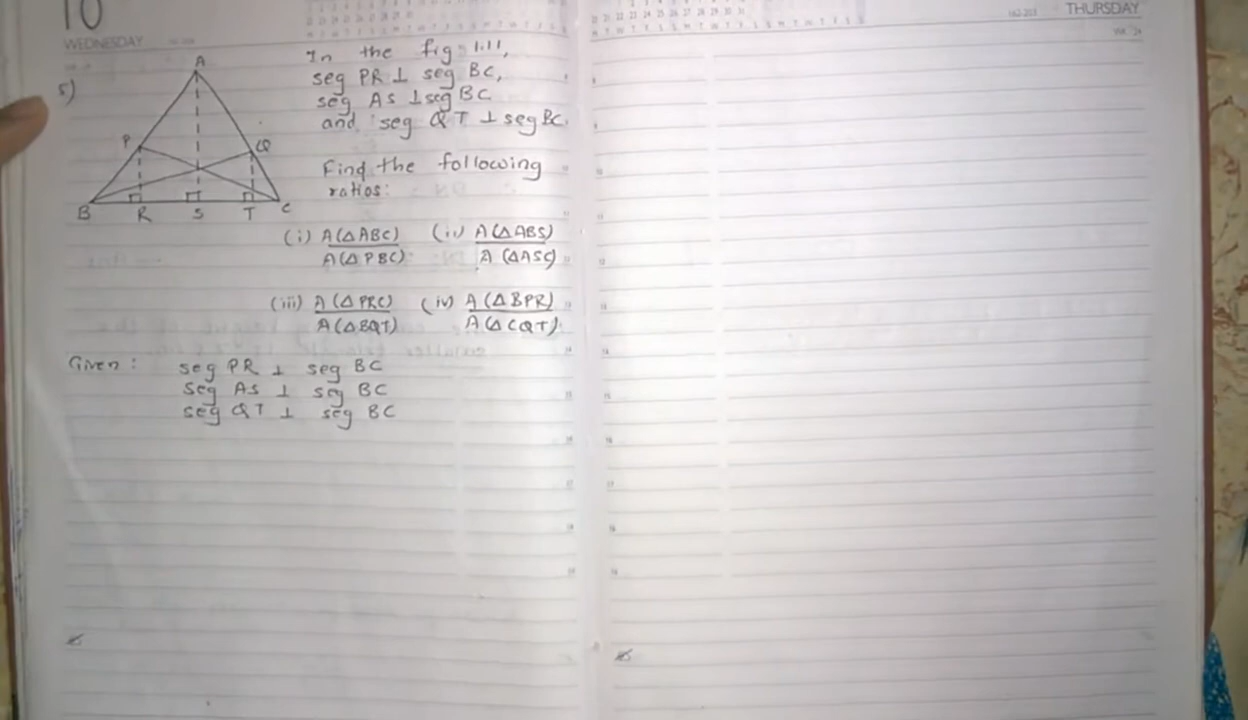 10
WEDNESDAY
THURSDAY
5)
In the fig 1.11,
seg PR ⊥ seg BC,
seg AS ⊥ seg BC
and seg QT ⊥ seg BC.
Find the following
ratios:
A
P
Q
B R S T C
(i) A(△ABC) / A(△PBC) (ii) A(△ABS) / A(△ASC)
(iii) A(△PRC) / A(△BQT) (iv) A(△BPR) / A(△CQT)
Given : seg PR ⊥ seg BC
seg AS ⊥ seg BC
seg QT ⊥ seg BC